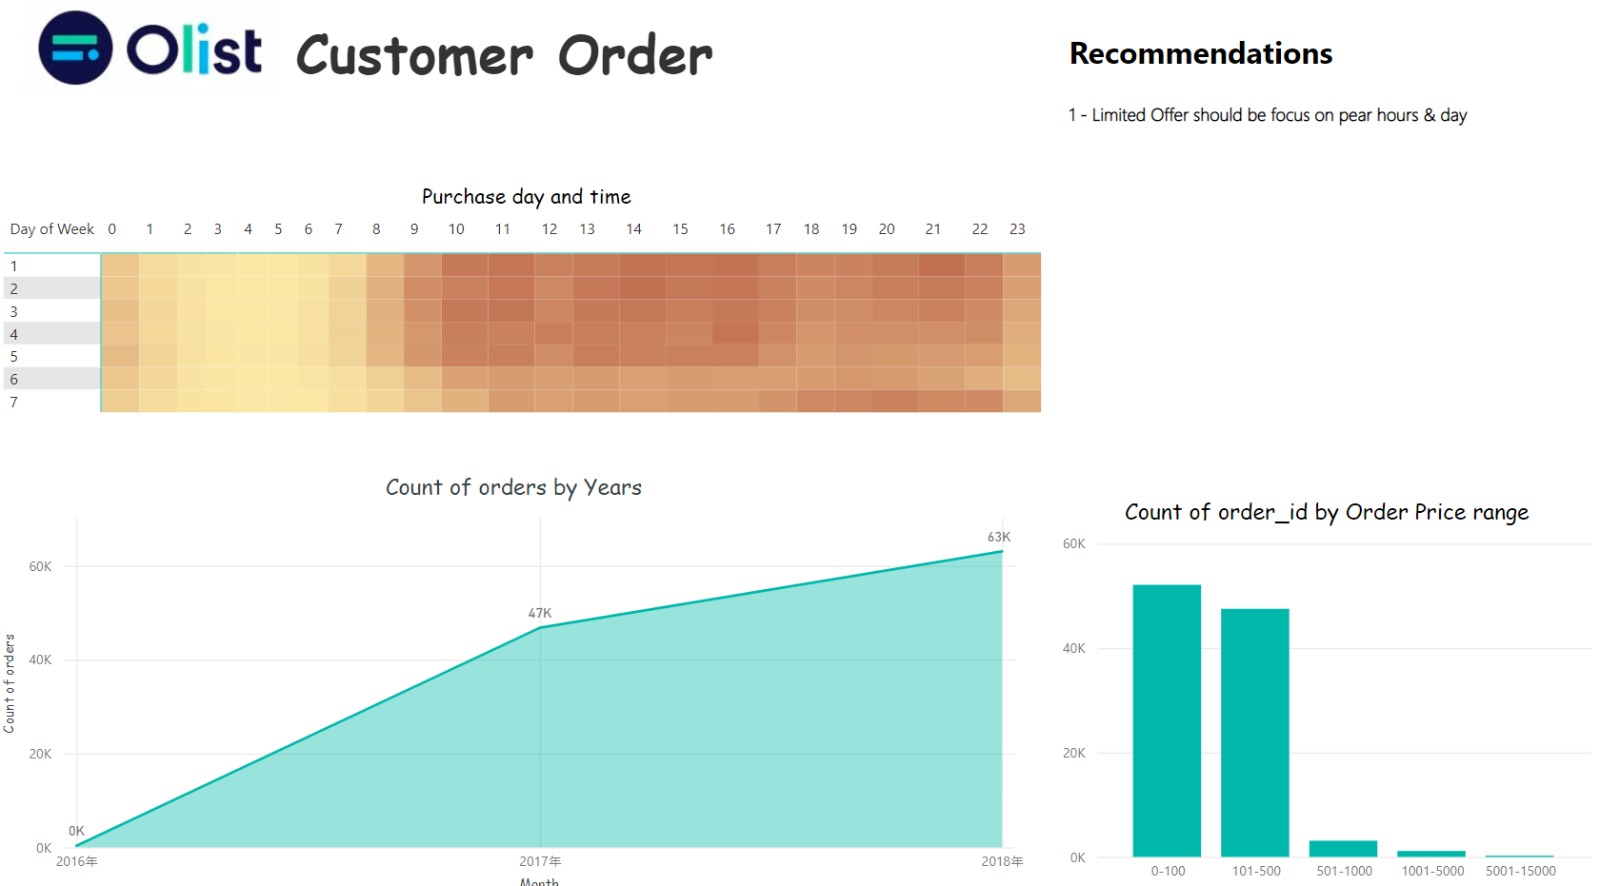 Olist Customer Order
Recommendations
1 - Limited Offer should be focus on pear hours & day
Purchase day and time
Day of Week 0 1 2 3 4 5 6 7 8 9 10 11 12 13 14 15 16 17 18 19 20 21 22 23
1
2
3
4
5
6
7
Count of orders by Years
Count of orders
60K
40K
20K
0K
0K
47K
63K
2016年 2017年 2018年
Month
Count of order_id by Order Price range
60K
40K
20K
0K
0-100 101-500 501-1000 1001-5000 5001-15000